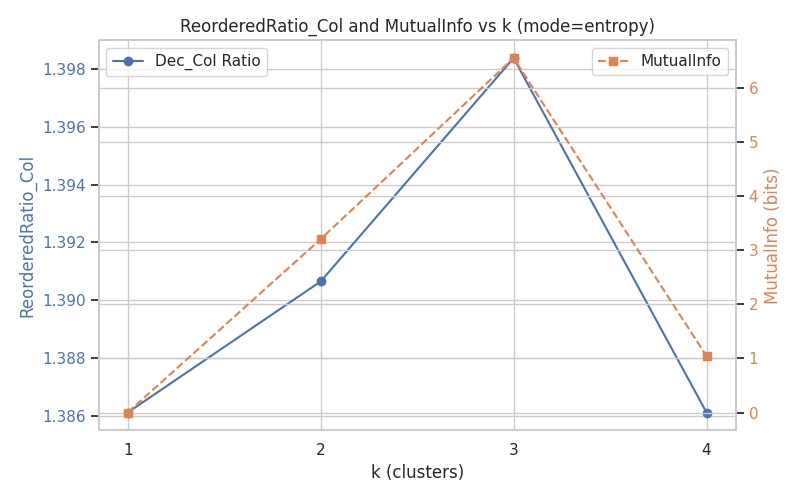 ReorderedRatio_Col and MutualInfo vs k (mode=entropy)
Dec_Col Ratio
MutualInfo
ReorderedRatio_Col
1.398
1.396
1.394
1.392
1.390
1.388
1.386
MutualInfo (bits)
6
5
4
3
2
1
0
1 2 3 4
k (clusters)